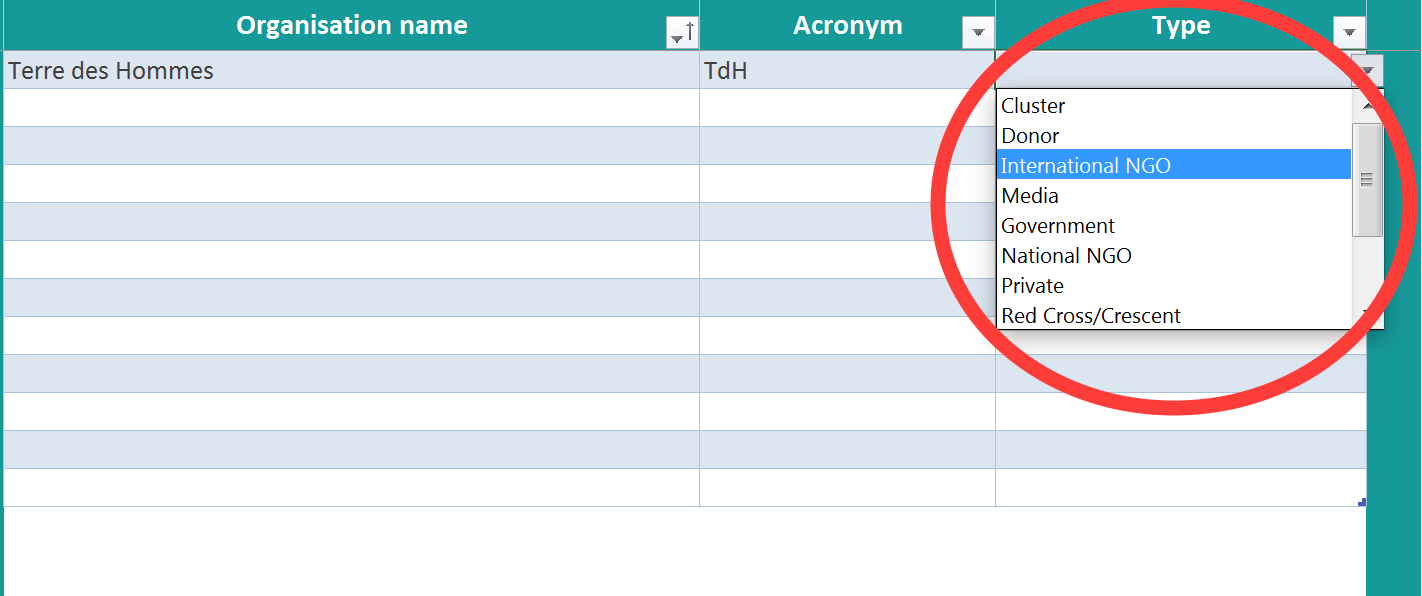 Organisation name Acronym Type
Terre des Hommes TdH
Cluster
Donor
International NGO
Media
Government
National NGO
Private
Red Cross/Crescent